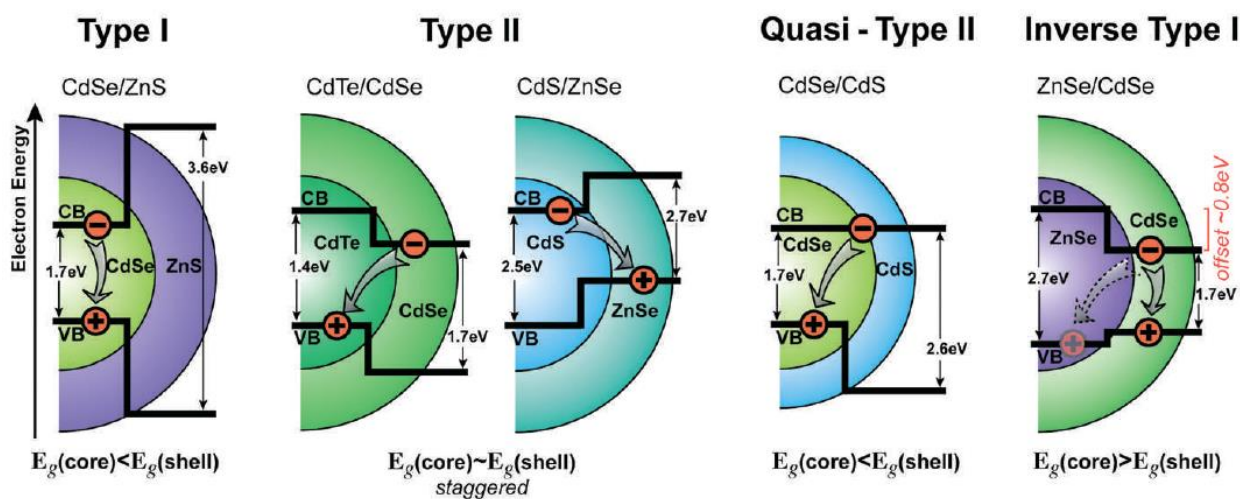 Type I
Type II
Quasi - Type II
Inverse Type I
CdSe/ZnS
CdTe/CdSe
CdS/ZnSe
CdSe/CdS
ZnSe/CdSe
Electron Energy
CB
1.7eV
CdSe
ZnS
3.6eV
VB
CB
CdTe
1.4eV
CdSe
1.7eV
VB
CB
CdS
2.5eV
2.7eV
ZnSe
VB
CB
CdSe
1.7eV
CdS
2.6eV
VB
CB
CdSe
ZnSe
2.7eV
1.7eV
VB
offset ~0.8eV
Eg(core)<Eg(shell)
Eg(core)~Eg(shell)
staggered
Eg(core)<Eg(shell)
Eg(core)>Eg(shell)